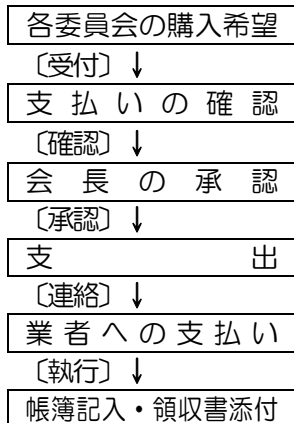 各委員会の購入希望
〔受付〕↓
支払いの確認
〔確認〕↓
会長の承認
〔承認〕↓
支出
〔連絡〕↓
業者への支払い
〔執行〕↓
帳簿記入・領収書添付